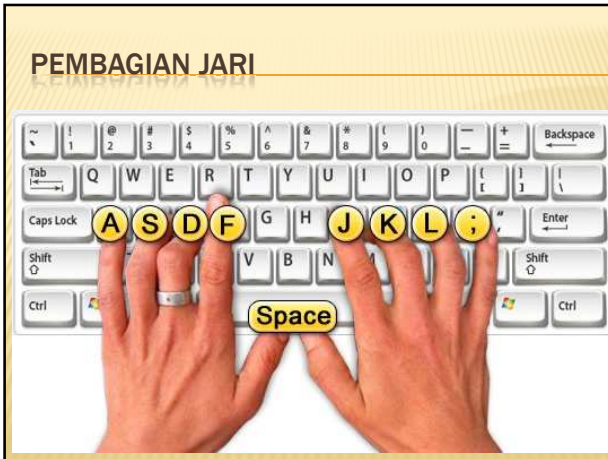 PEMBAGIAN JARI
~ ` ! 1 @ 2 # 3 $ 4 % 5 ^ 6 & 7 * 8 ( 9 ) 0 + = Backspace
Tab Q W E R T Y U I O P { [ } ] | \
Caps Lock A S D F G H J K L ; " ' Enter
Shift V B N M Shift
Ctrl Space Ctrl